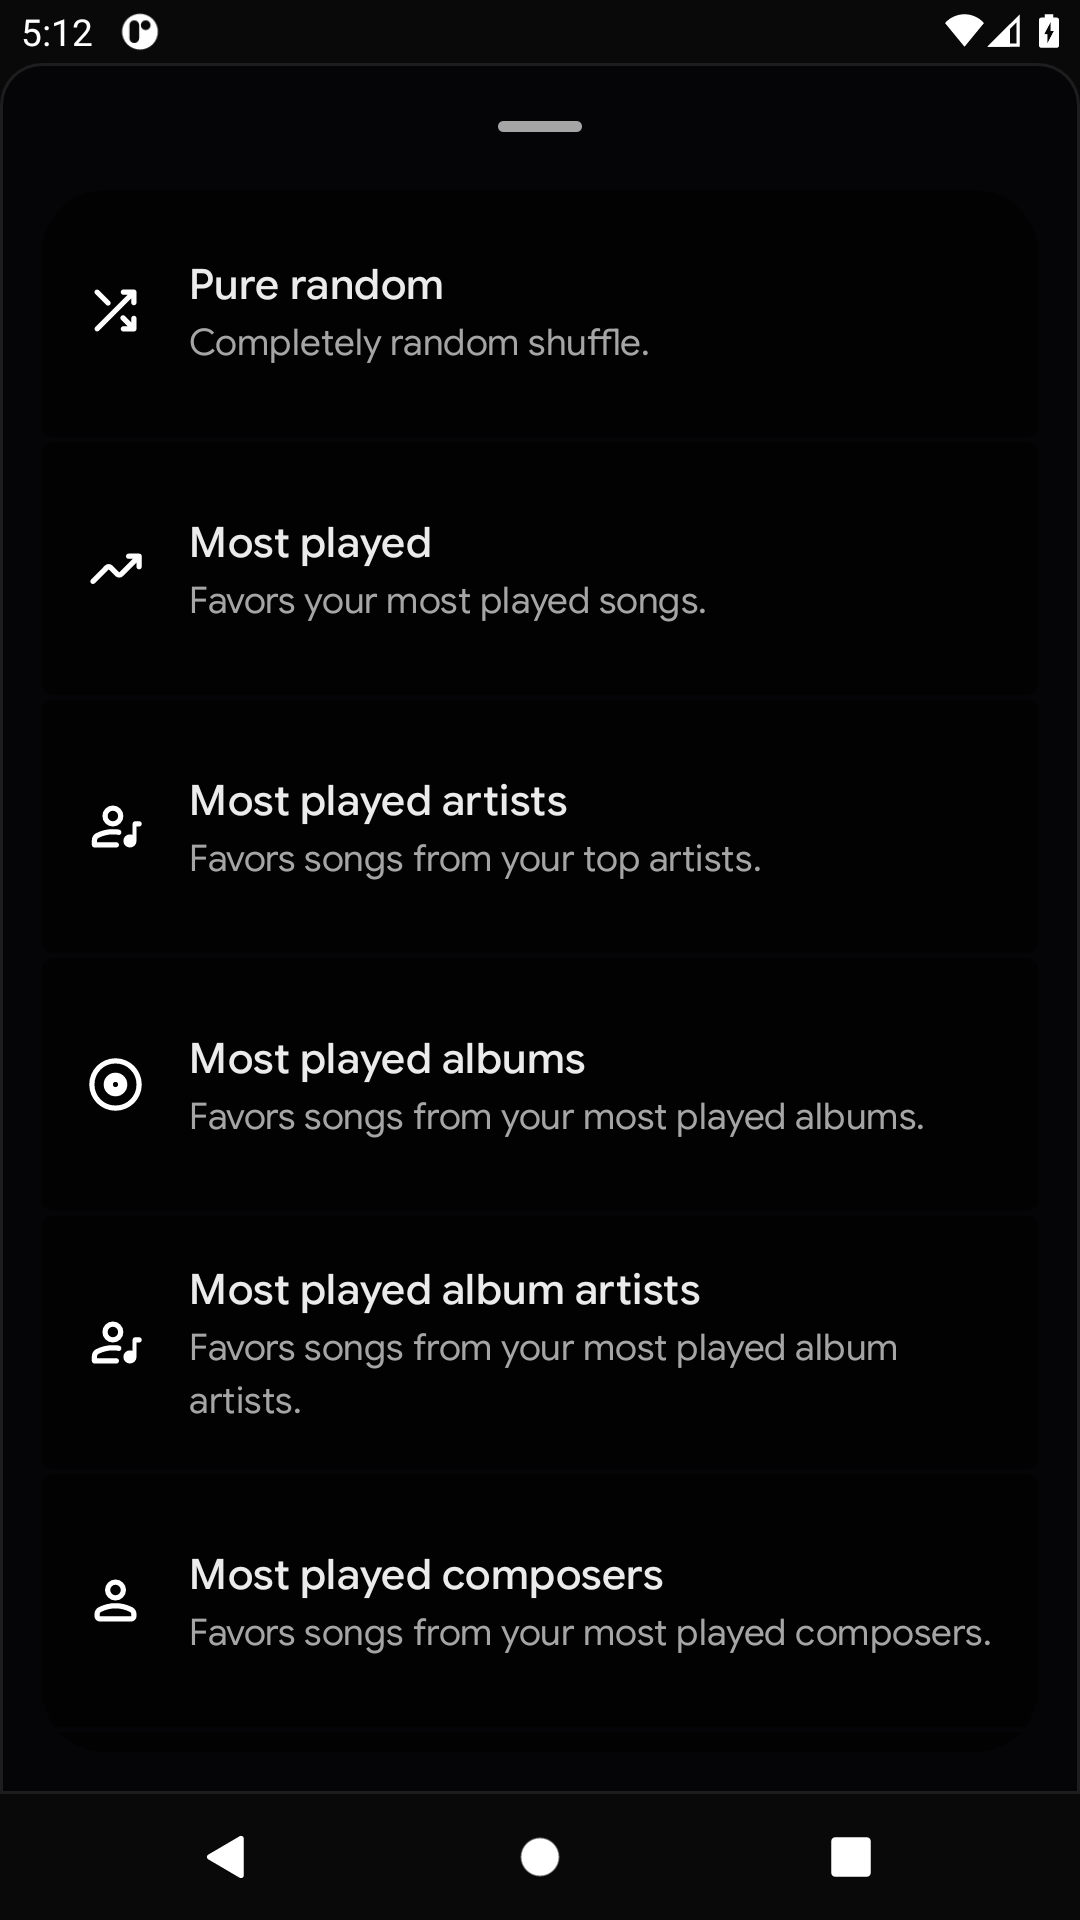 5:12
Pure random
Completely random shuffle.
Most played
Favors your most played songs.
Most played artists
Favors songs from your top artists.
Most played albums
Favors songs from your most played albums.
Most played album artists
Favors songs from your most played album
artists.
Most played composers
Favors songs from your most played composers.